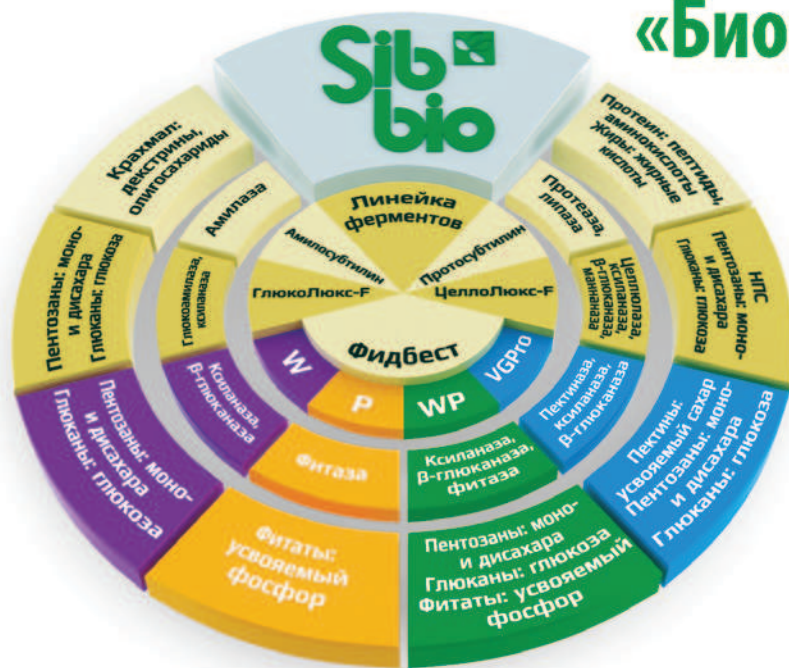 «Био
Sib
bio
Линейка
ферментов
Крахмал:
декстрины,
олигосахариды
Амилаза
Амилосубтилин
Протосубтилин
Протеаза,
липаза
Протеин: пептиды,
аминокислоты
Жиры: жирные
кислоты
Пентозаны: моно-
и дисахара
Глюканы: глюкоза
Глюкоамилаза,
ксиланаза
ГлюкоЛюкс-F
ЦеллоЛюкс-F
Целлюлаза,
ксиланаза,
β-глюканаза,
маннаназа
НПС
Пентозаны: моно-
и дисахара
Глюканы: глюкоза
Фидбест
W
P
WP
VGPro
Ксиланаза,
β-глюканаза
Фитаза
Ксиланаза,
β-глюканаза,
фитаза
Пектиназа,
ксиланаза,
β-глюканаза
Пентозаны: моно-
и дисахара
Глюканы: глюкоза
Фитаты:
усвояемый
фосфор
Пентозаны: моно-
и дисахара
Глюканы: глюкоза
Фитаты: усвояемый
фосфор
Пектины:
усвояемый сахар
Пентозаны: моно-
и дисахара
Глюканы: глюкоза